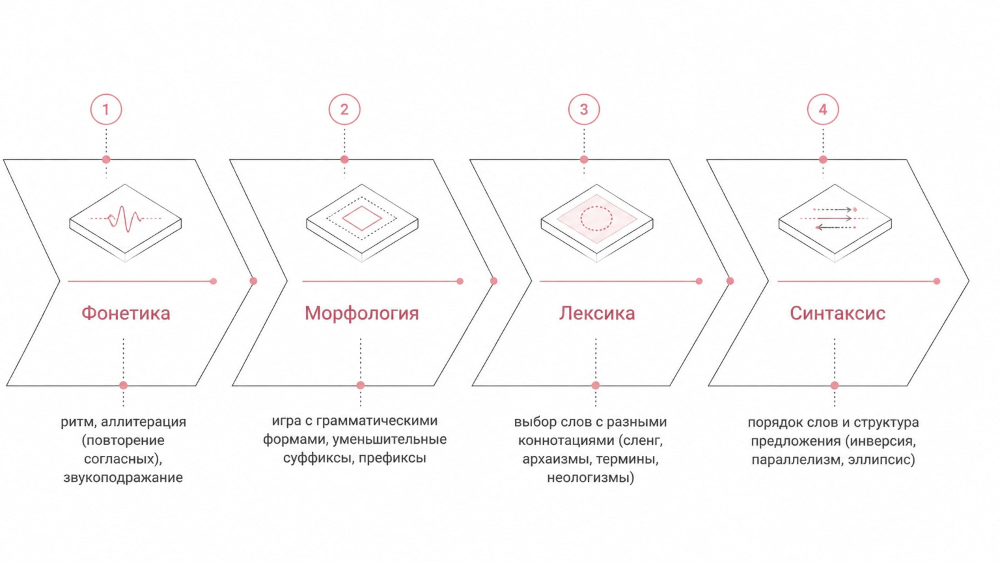 1
2
3
4
Фонетика
Морфология
Лексика
Синтаксис
ритм, аллитерация
(повторение
согласных),
звукоподражание
игра с грамматическими
формами, уменьшительные
суффиксы, префиксы
выбор слов с разными
коннотациями (сленг,
архаизмы, термины,
неологизмы)
порядок слов и структура
предложения (инверсия,
параллелизм, эллипсис)